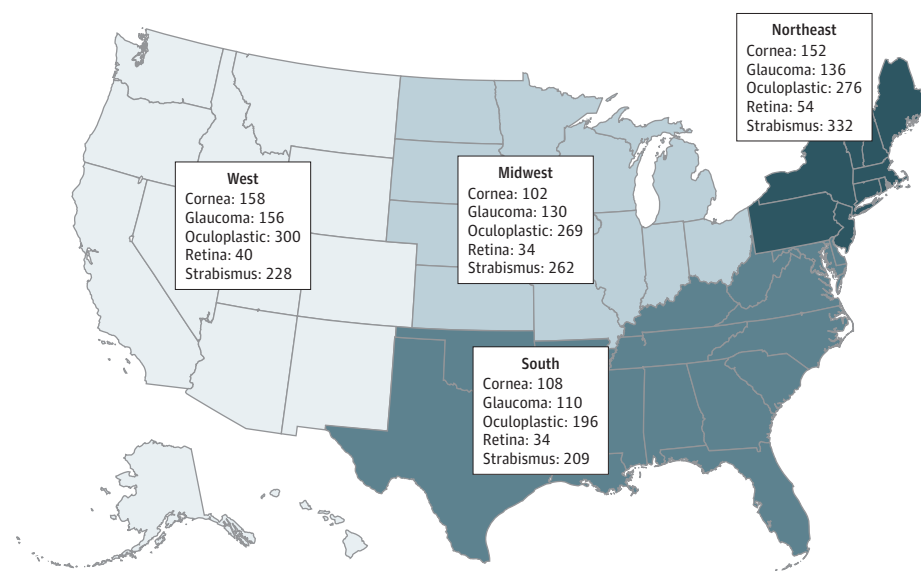 Northeast
Cornea: 152
Glaucoma: 136
Oculoplastic: 276
Retina: 54
Strabismus: 332
West
Cornea: 158
Glaucoma: 156
Oculoplastic: 300
Retina: 40
Strabismus: 228
Midwest
Cornea: 102
Glaucoma: 130
Oculoplastic: 269
Retina: 34
Strabismus: 262
South
Cornea: 108
Glaucoma: 110
Oculoplastic: 196
Retina: 34
Strabismus: 209